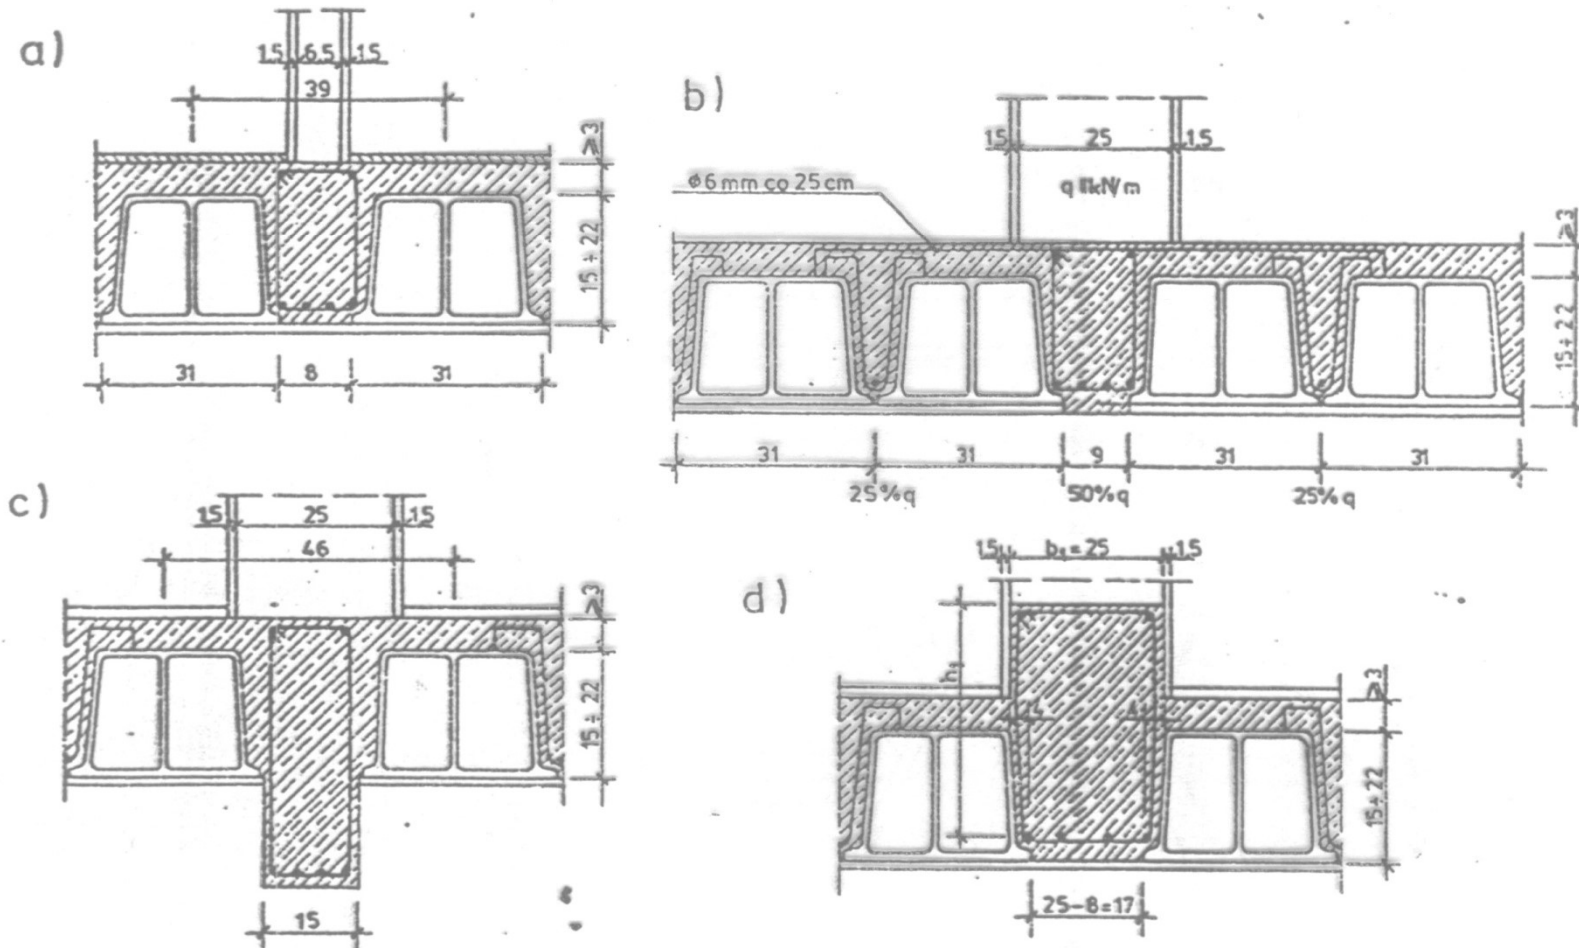 a)
1.5 6.5 1.5
39
≥3
15 ÷ 22
31 8 31
b)
1.5 25 1.5
ϕ 6 mm co 25 cm
≥3
15 ÷ 22
31 31 9 31 31
25% q 50% q 25% q
c)
1.5 25 1.5
46
≥3
15 ÷ 22
15
d)
1.5 b₁ = 25 1.5
h₁
≥3
15 ÷ 22
25 - 8 = 17